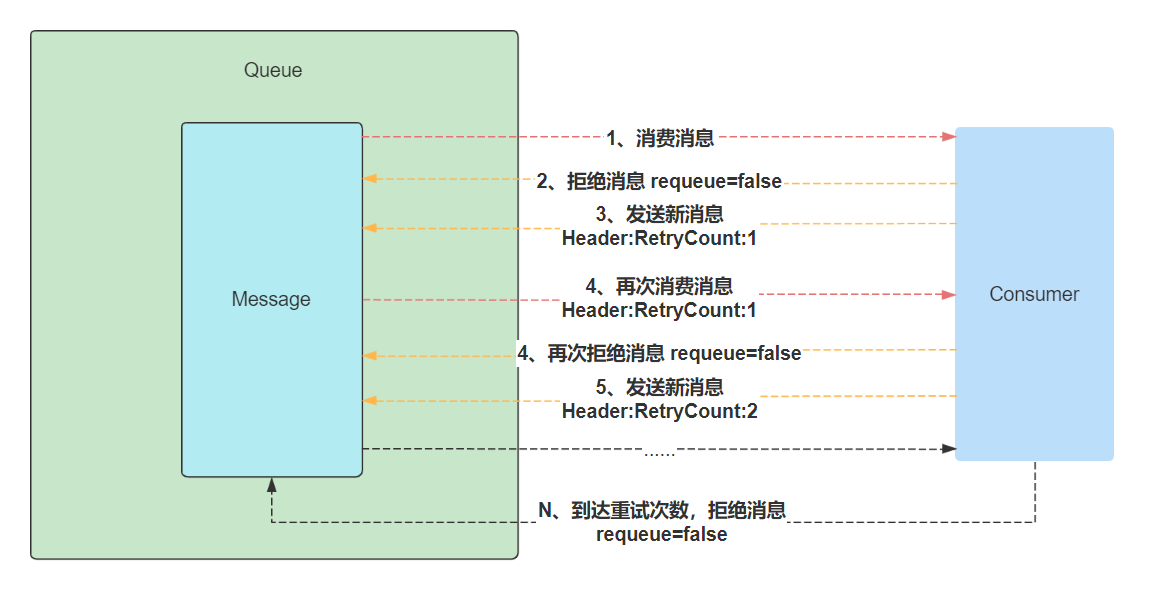 Queue
1、消费消息
2、拒绝消息 requeue=false
3、发送新消息
Header:RetryCount:1
4、再次消费消息
Header:RetryCount:1
Message
Consumer
4、再次拒绝消息 requeue=false
5、发送新消息
Header:RetryCount:2
......
N、到达重试次数，拒绝消息
requeue=false